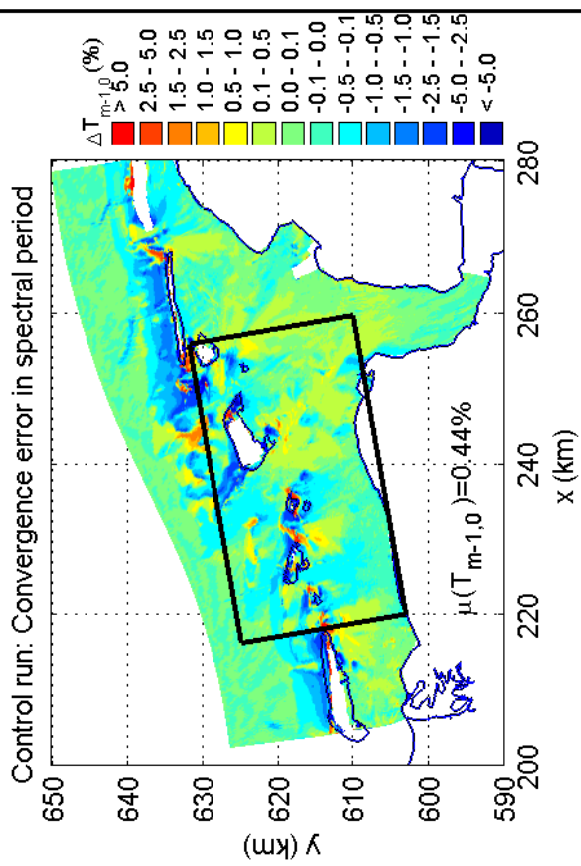 Control run: Convergence error in spectral period
△T m-1,0 (%)
> 5.0
2.5 - 5.0
1.5 - 2.5
1.0 - 1.5
0.5 - 1.0
0.1 - 0.5
0.0 - 0.1
-0.1 - 0.0
-0.5 - -0.1
-1.0 - -0.5
-1.5 - -1.0
-2.5 - -1.5
-5.0 - -2.5
< -5.0
y (km)
650
640
630
620
610
600
590
μ(T m-1,0)=0.44%
200
220
240
260
280
x (km)